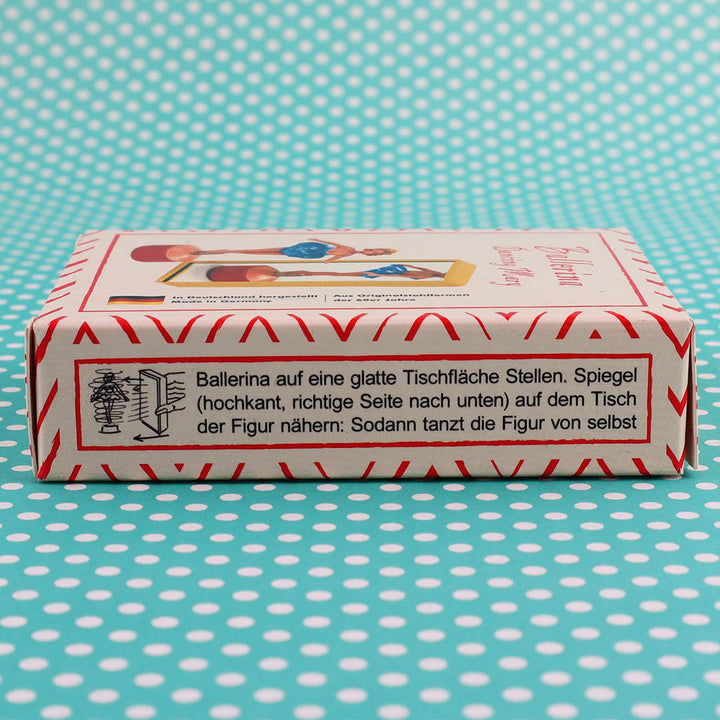 Ballerina
Dancing Mary
In Deutschland hergestellt
Made in Germany
Aus Originalstahlformen
der 60er Jahre
Ballerina auf eine glatte Tischfläche Stellen. Spiegel
(hochkant, richtige Seite nach unten) auf dem Tisch
der Figur nähern: Sodann tanzt die Figur von selbst